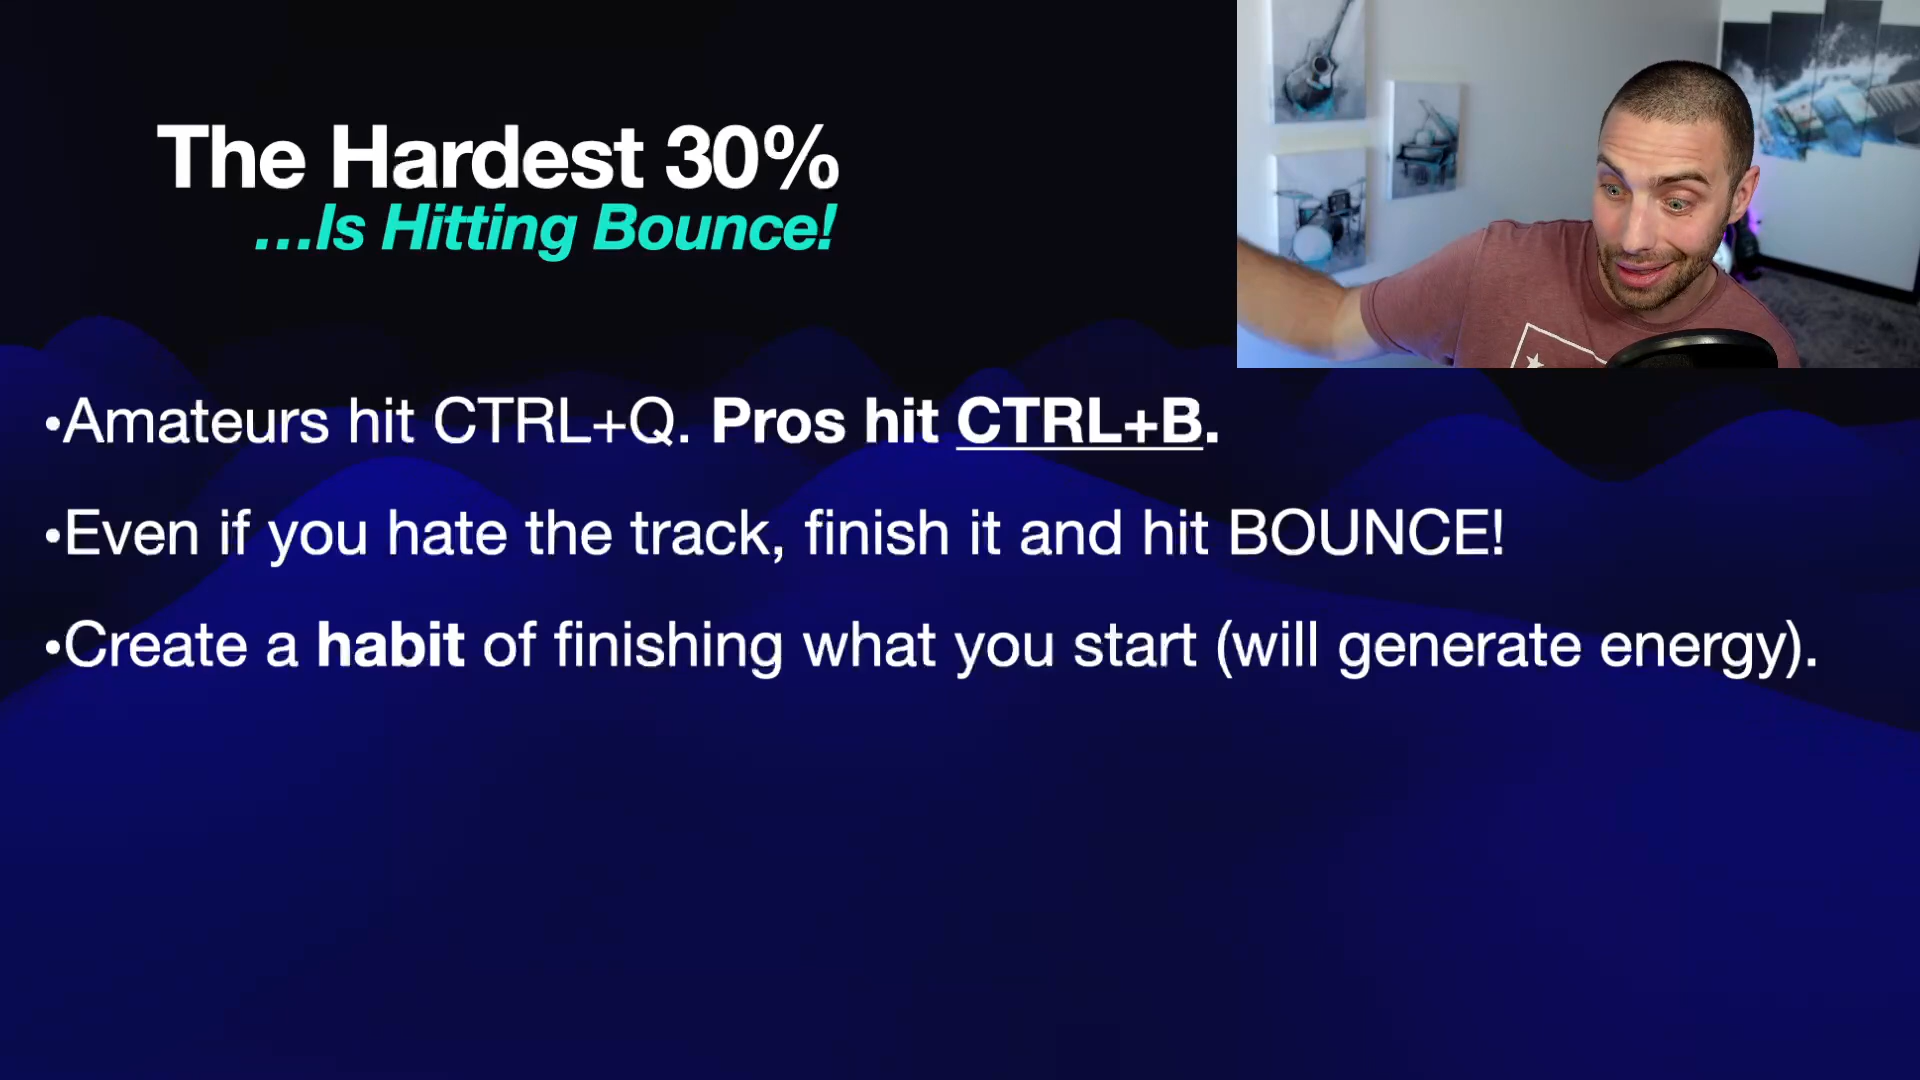 The Hardest 30%
...Is Hitting Bounce!
•Amateurs hit CTRL+Q. Pros hit CTRL+B.
•Even if you hate the track, finish it and hit BOUNCE!
•Create a habit of finishing what you start (will generate energy).